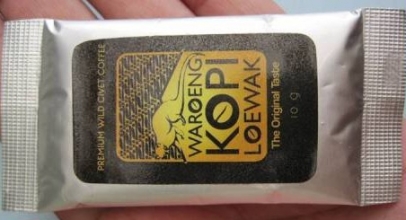 PREMIUM WILD CIVET COFFEE
WAROENG
KOPI
LOEWAK
The Original Taste
10 g